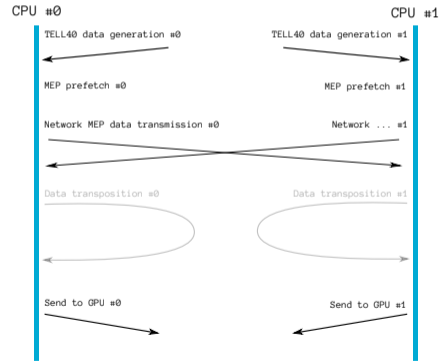 CPU #0 CPU #1
TELL40 data generation #0 TELL40 data generation #1
MEP prefetch #0 MEP prefetch #1
Network MEP data transmission #0 Network ... #1
Data transposition #0 Data transposition #1
Send to GPU #0 Send to GPU #1